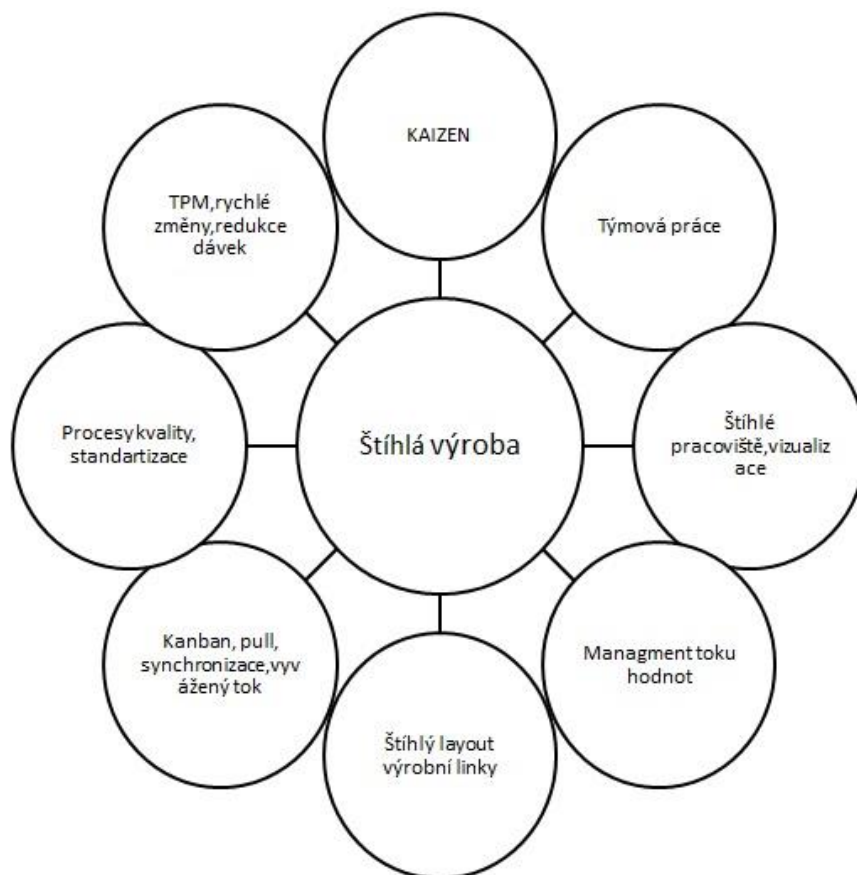 KAIZEN
Týmová práce
Štíhlé
pracoviště,vizualiz
ace
Managment toku
hodnot
Štíhlý layout
výrobní linky
Kanban, pull,
synchronizace,vyv
ážený tok
Procesy kvality,
standartizace
TPM,rychlé
změny,redukce
dávek
Štíhlá výroba